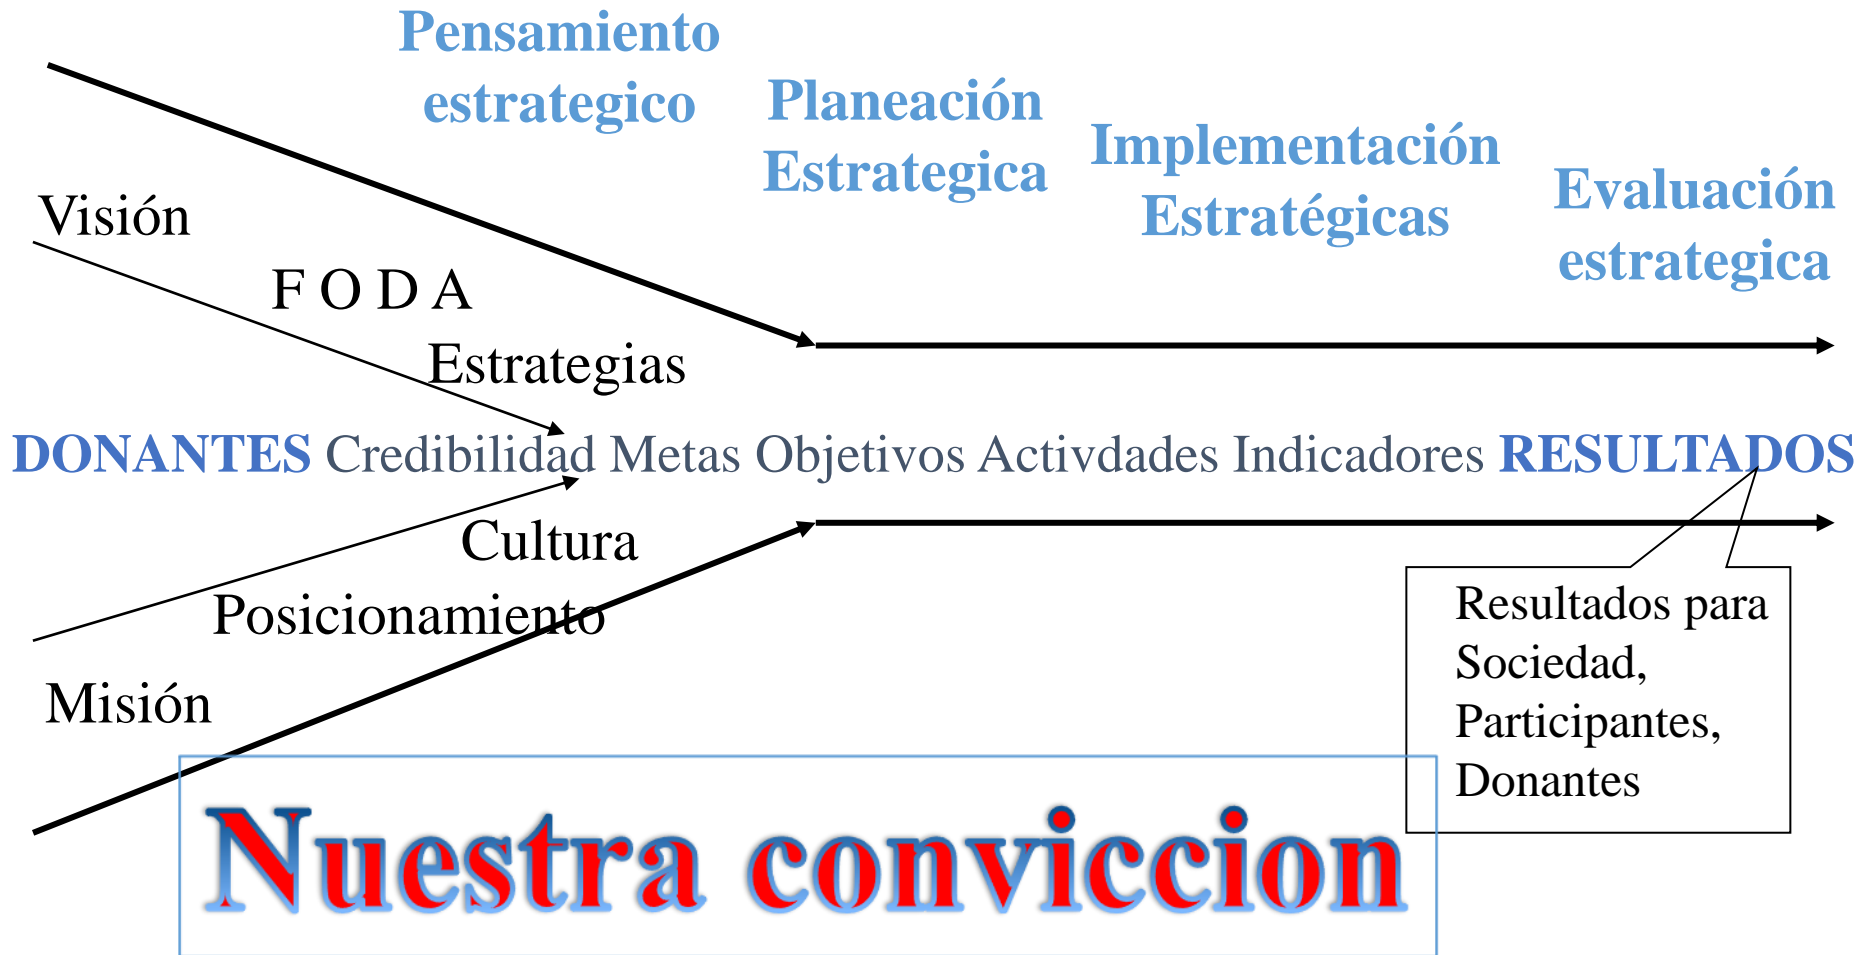 Pensamiento
estrategico
Planeación
Estrategica
Implementación
Estratégicas
Evaluación
estrategica
Visión
F O D A
Estrategias
DONANTES Credibilidad Metas Objetivos Activdades Indicadores RESULTADOS
Cultura
Posicionamiento
Misión
Resultados para
Sociedad,
Participantes,
Donantes
Nuestra conviccion